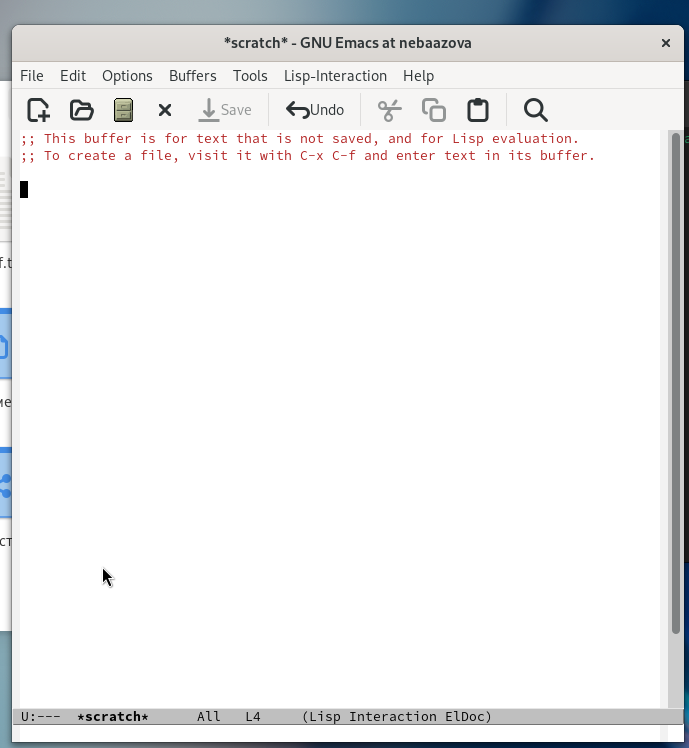 *scratch* - GNU Emacs at nebaazova
File Edit Options Buffers Tools Lisp-Interaction Help
Save Undo
;; This buffer is for text that is not saved, and for Lisp evaluation.
;; To create a file, visit it with C-x C-f and enter text in its buffer.
U:--- *scratch* All L4 (Lisp Interaction ElDoc)